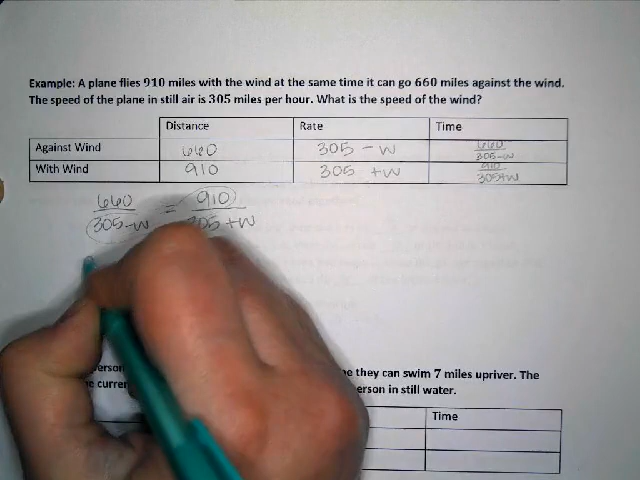 Example: A plane flies 910 miles with the wind at the same time it can go 660 miles against the wind.
The speed of the plane in still air is 305 miles per hour. What is the speed of the wind?
Distance Rate Time
Against Wind 660 305 - w 660/305-w
With Wind 910 305 + w 910/305+w
660/305-w = 910/305+w
e they can swim 7 miles upriver. The
erson in still water.
Time